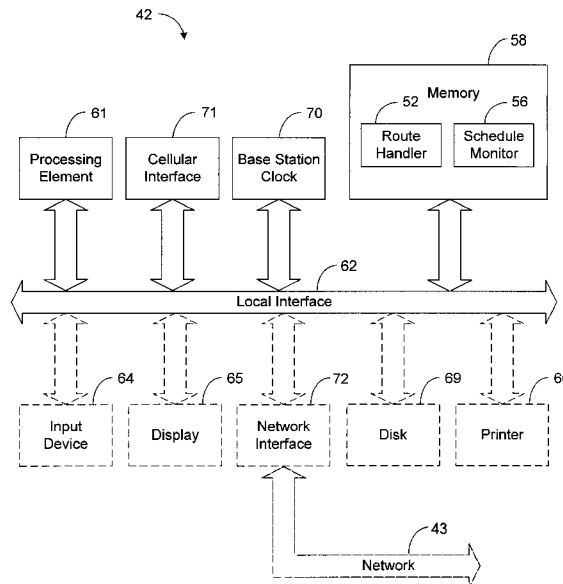 42
58
Memory
61
71
70
52
56
Processing
Element
Cellular
Interface
Base Station
Clock
Route
Handler
Schedule
Monitor
62
Local Interface
64
65
72
69
Input
Device
Display
Network
Interface
Disk
Printer
43
Network